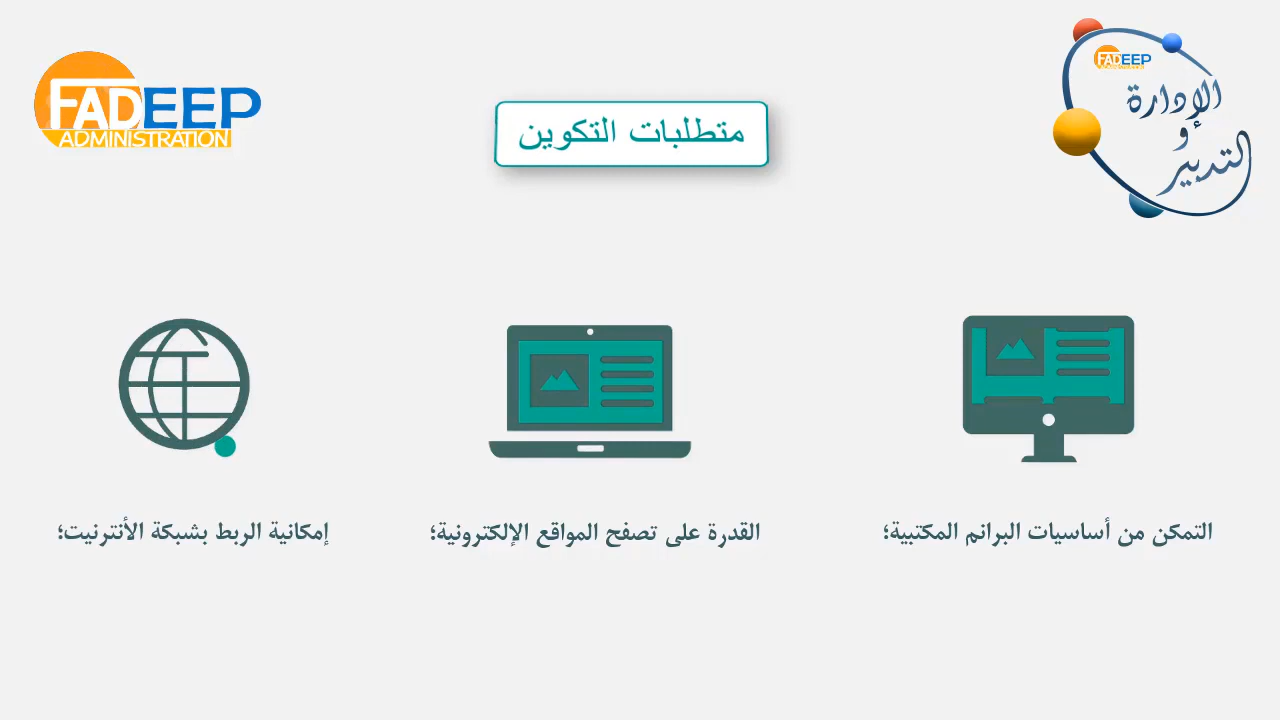 FADEEP
ADMINISTRATION
FADEEP
ADMINISTRATION
الإدارة
و
التدبير
متطلبات التكوين
التمكن من أساسيات البرانم المكتبية؛
القدرة على تصفح المواقع الإلكترونية؛
إمكانية الربط بشبكة الأنترنيت؛